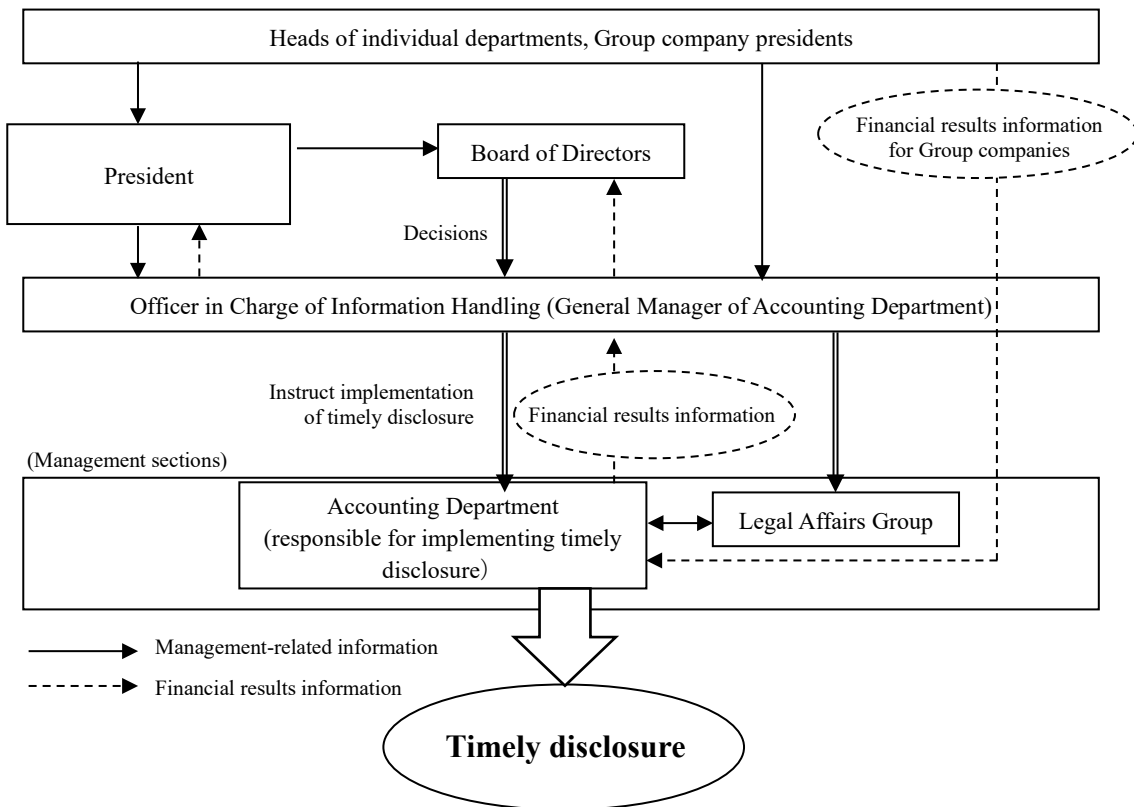 Heads of individual departments, Group company presidents
Financial results information
for Group companies
President
Board of Directors
Decisions
Officer in Charge of Information Handling (General Manager of Accounting Department)
Instruct implementation
of timely disclosure
Financial results information
(Management sections)
Accounting Department
(responsible for implementing timely
disclosure）
Legal Affairs Group
Management-related information
Financial results information
Timely disclosure